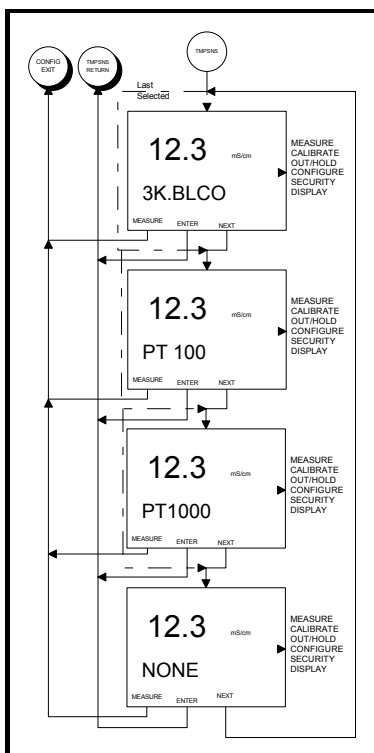 CONFIG
EXIT
TMPSNS
RETURN
TMPSNS
Last
Selected
12.3 mS/cm
3K.BLCO
MEASURE ENTER NEXT
MEASURE
CALIBRATE
OUT/HOLD
CONFIGURE
SECURITY
DISPLAY
12.3 mS/cm
PT 100
MEASURE ENTER NEXT
MEASURE
CALIBRATE
OUT/HOLD
CONFIGURE
SECURITY
DISPLAY
12.3 mS/cm
PT1000
MEASURE ENTER NEXT
MEASURE
CALIBRATE
OUT/HOLD
CONFIGURE
SECURITY
DISPLAY
12.3 mS/cm
NONE
MEASURE ENTER NEXT
MEASURE
CALIBRATE
OUT/HOLD
CONFIGURE
SECURITY
DISPLAY